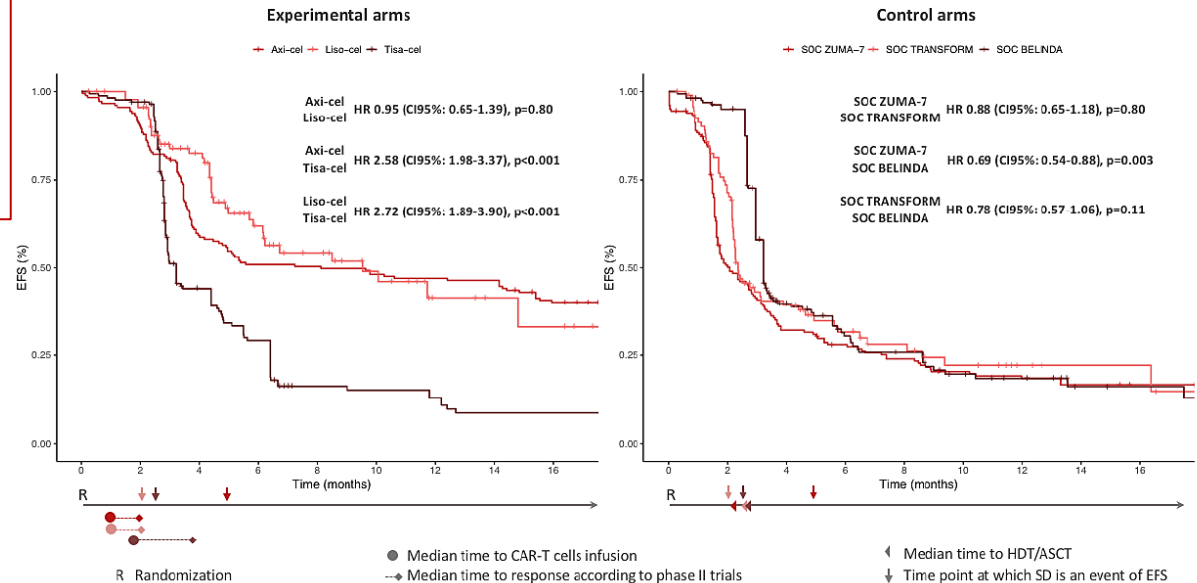 Experimental arms
Axi-cel Liso-cel Tisa-cel
1.00
0.75
0.50
0.25
0.00
EFS (%)
Axi-cel
Liso-cel
HR 0.95 (CI95%: 0.65-1.39), p=0.80
Axi-cel
Tisa-cel
HR 2.58 (CI95%: 1.98-3.37), p<0.001
Liso-cel
Tisa-cel
HR 2.72 (CI95%: 1.89-3.90), p<0.001
0 2 4 6 8 10 12 14 16
Time (months)
R
Control arms
SOC ZUMA-7 SOC TRANSFORM SOC BELINDA
1.00
0.75
0.50
0.25
0.00
EFS (%)
SOC ZUMA-7
SOC TRANSFORM
HR 0.88 (CI95%: 0.65-1.18), p=0.80
SOC ZUMA-7
SOC BELINDA
HR 0.69 (CI95%: 0.54-0.88), p=0.003
SOC TRANSFORM
SOC BELINDA
HR 0.78 (CI95%: 0.57-1.06), p=0.11
0 2 4 6 8 10 12 14 16
Time (months)
R
R Randomization
Median time to CAR-T cells infusion
Median time to response according to phase II trials
Median time to HDT/ASCT
Time point at which SD is an event of EFS